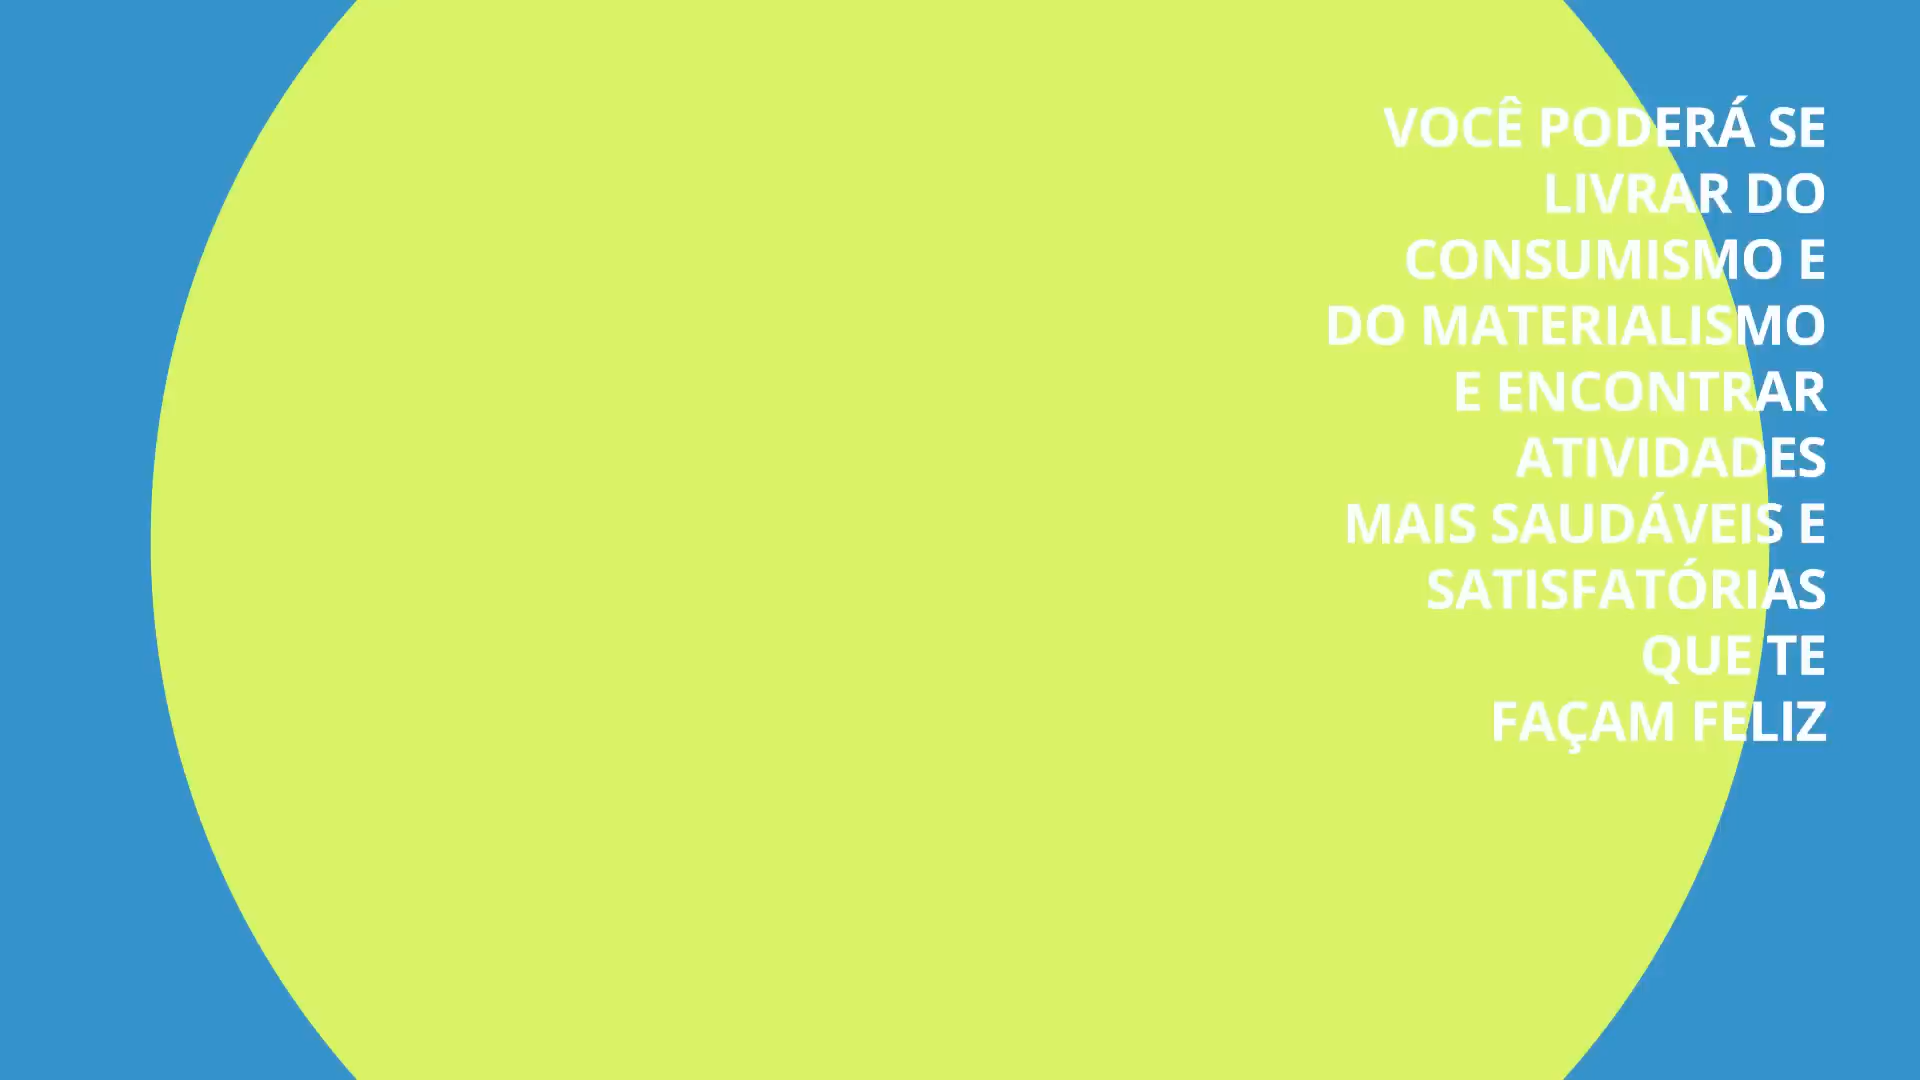 VOCÊ PODERÁ SE
LIVRAR DO
CONSUMISMO E
DO MATERIALISMO
E ENCONTRAR
ATIVIDADES
MAIS SAUDÁVEIS E
SATISFATÓRIAS
QUE TE
FAÇAM FELIZ